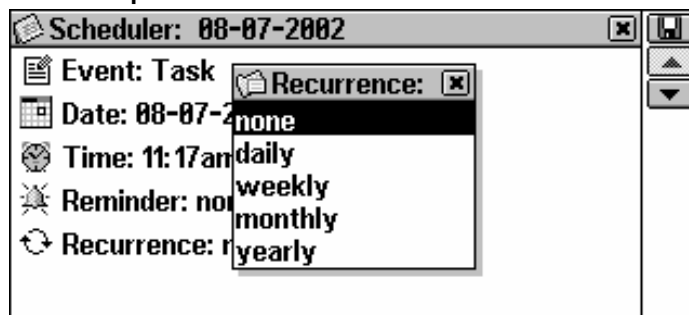 Scheduler: 08-07-2002
Event: Task
Date: 08-07-2
Time: 11:17am
Reminder: no
Recurrence:
Recurrence:
none
daily
weekly
monthly
yearly